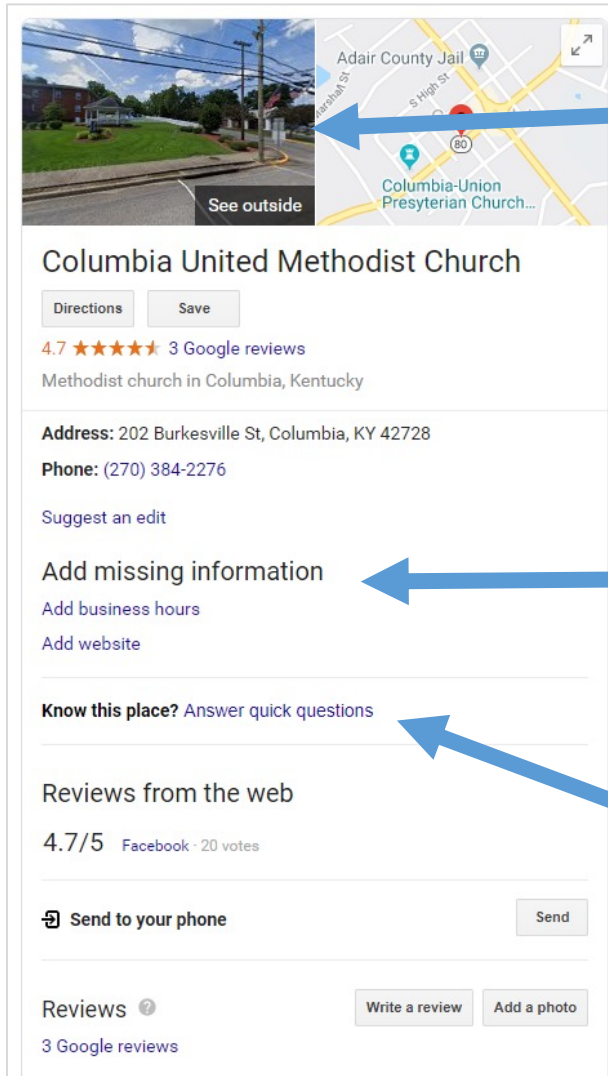 Adair County Jail
Marshall St
S High St
80
Columbia-Union
Presyterian Church...
See outside
Columbia United Methodist Church
Directions
Save
4.7 ★★★★★ 3 Google reviews
Methodist church in Columbia, Kentucky
Address: 202 Burkesville St, Columbia, KY 42728
Phone: (270) 384-2276
Suggest an edit
Add missing information
Add business hours
Add website
Know this place? Answer quick questions
Reviews from the web
4.7/5 Facebook · 20 votes
Send to your phone
Send
Reviews ?
Write a review
Add a photo
3 Google reviews